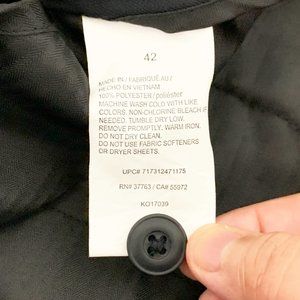 42
MADE IN / FABRIQUÉ AU /
HECHO EN VIETNAM
100% POLYESTER / poliéster
MACHINE WASH COLD WITH LIKE
COLORS. NON-CHLORINE BLEACH IF
NEEDED. TUMBLE DRY LOW.
REMOVE PROMPTLY. WARM IRON.
DO NOT DRY CLEAN.
DO NOT USE FABRIC SOFTENERS
OR DRYER SHEETS.
UPC# 717312471175
RN# 37763 / CA# 55972
KO17039